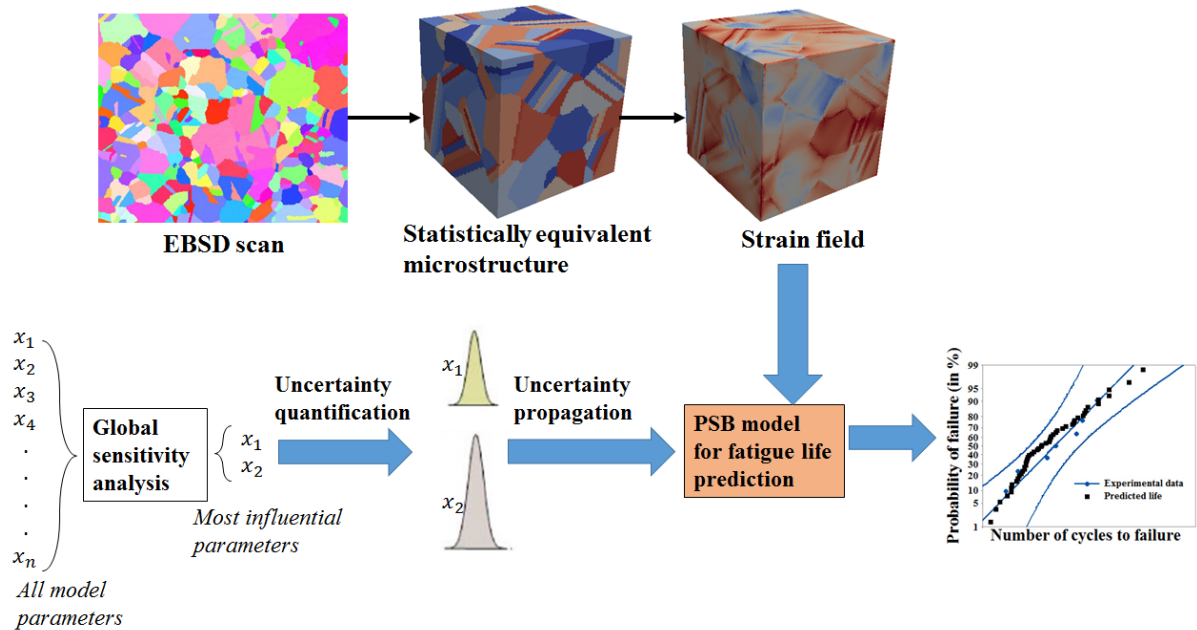 EBSD scan
Statistically equivalent
microstructure
Strain field
x₁
x₂
x₃
x₄
.
.
.
.
xₙ
All model
parameters
Global
sensitivity
analysis
x₁
x₂
Most influential
parameters
Uncertainty
quantification
x₁
x₂
Uncertainty
propagation
PSB model
for fatigue life
prediction
Probability of failure (in %)
99
95
90
80
70
60
50
40
30
20
10
5
1
Experimental data
Predicted life
Number of cycles to failure